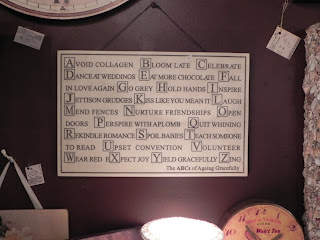 AVOID COLLAGEN BLOOM LATE CELEBRATE
DANCE AT WEDDINGS EAT MORE CHOCOLATE FALL
IN LOVE AGAIN GO GREY HOLD HANDS INSPIRE
JETTISON GRUDGES KISS LIKE YOU MEAN IT LAUGH
MEND FENCES NURTURE FRIENDSHIPS OPEN
DOORS PERSPIRE WITH APLOMB QUIT WHINING
REKINDLE ROMANCE SPOIL BABIES TEACH SOMEONE
TO READ UPSET CONVENTION VOLUNTEER
WEAR RED EXPECT JOY YIELD GRACEFULLY ZING
The ABCs of Ageing Gracefully